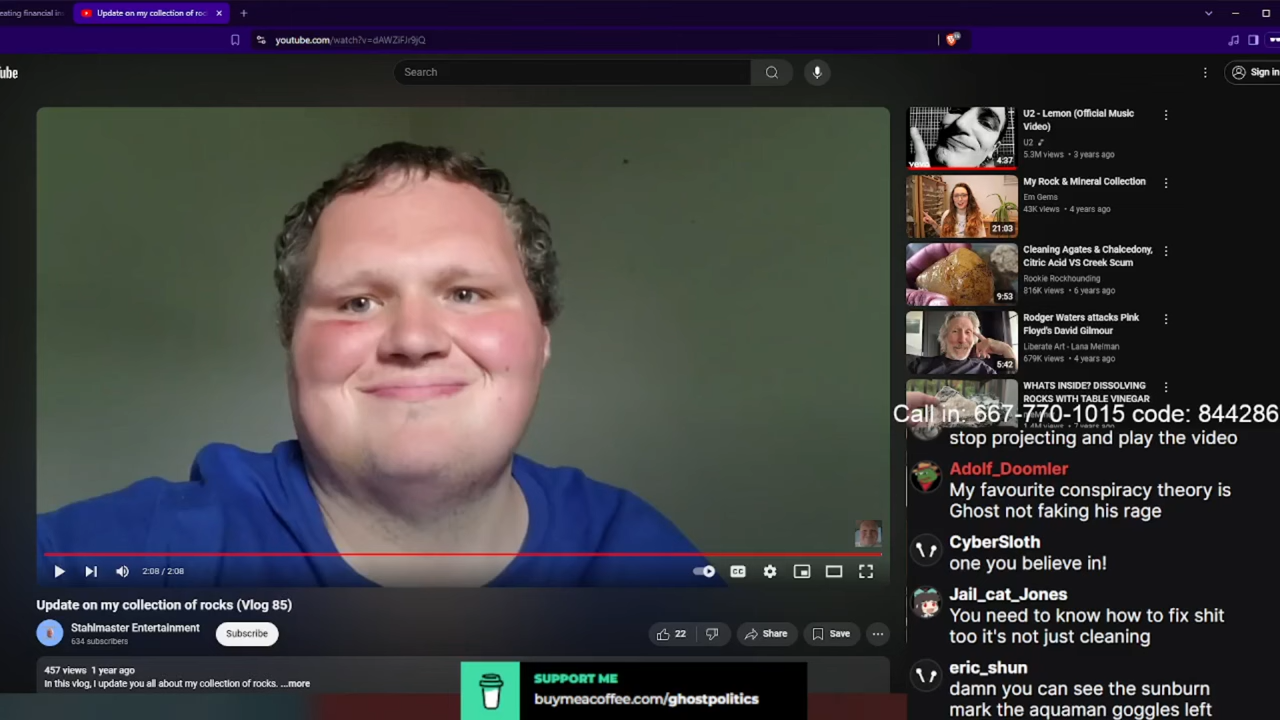 eating financial in
Update on my collection of roc
youtube.com/watch?v=dAWZiFJr9jQ
Search
Sign in
U2 - Lemon (Official Music
Video)
U2
5.3M views • 3 years ago
4:37
My Rock & Mineral Collection
Em Gems
43K views • 4 years ago
21:03
Cleaning Agates & Chalcedony,
Citric Acid VS Creek Scum
Rookie Rockhounding
816K views • 6 years ago
9:53
Rodger Waters attacks Pink
Floyd's David Gilmour
Liberate Art - Lana Melman
679K views • 4 years ago
5:42
WHATS INSIDE? DISSOLVING
ROCKS WITH TABLE VINEGAR
Call in: 667-770-1015 code: 844286
stop projecting and play the video
Adolf_Doomler
My favourite conspiracy theory is
Ghost not faking his rage
CyberSloth
one you believe in!
Jail_cat_Jones
You need to know how to fix shit
too it's not just cleaning
eric_shun
damn you can see the sunburn
mark the aquaman goggles left
2:08 / 2:08
CC
Update on my collection of rocks (Vlog 85)
Stahlmaster Entertainment
634 subscribers
Subscribe
22
Share
Save
457 views 1 year ago
In this vlog, I update you all about my collection of rocks. ...more
SUPPORT ME
buymeacoffee.com/ghostpolitics